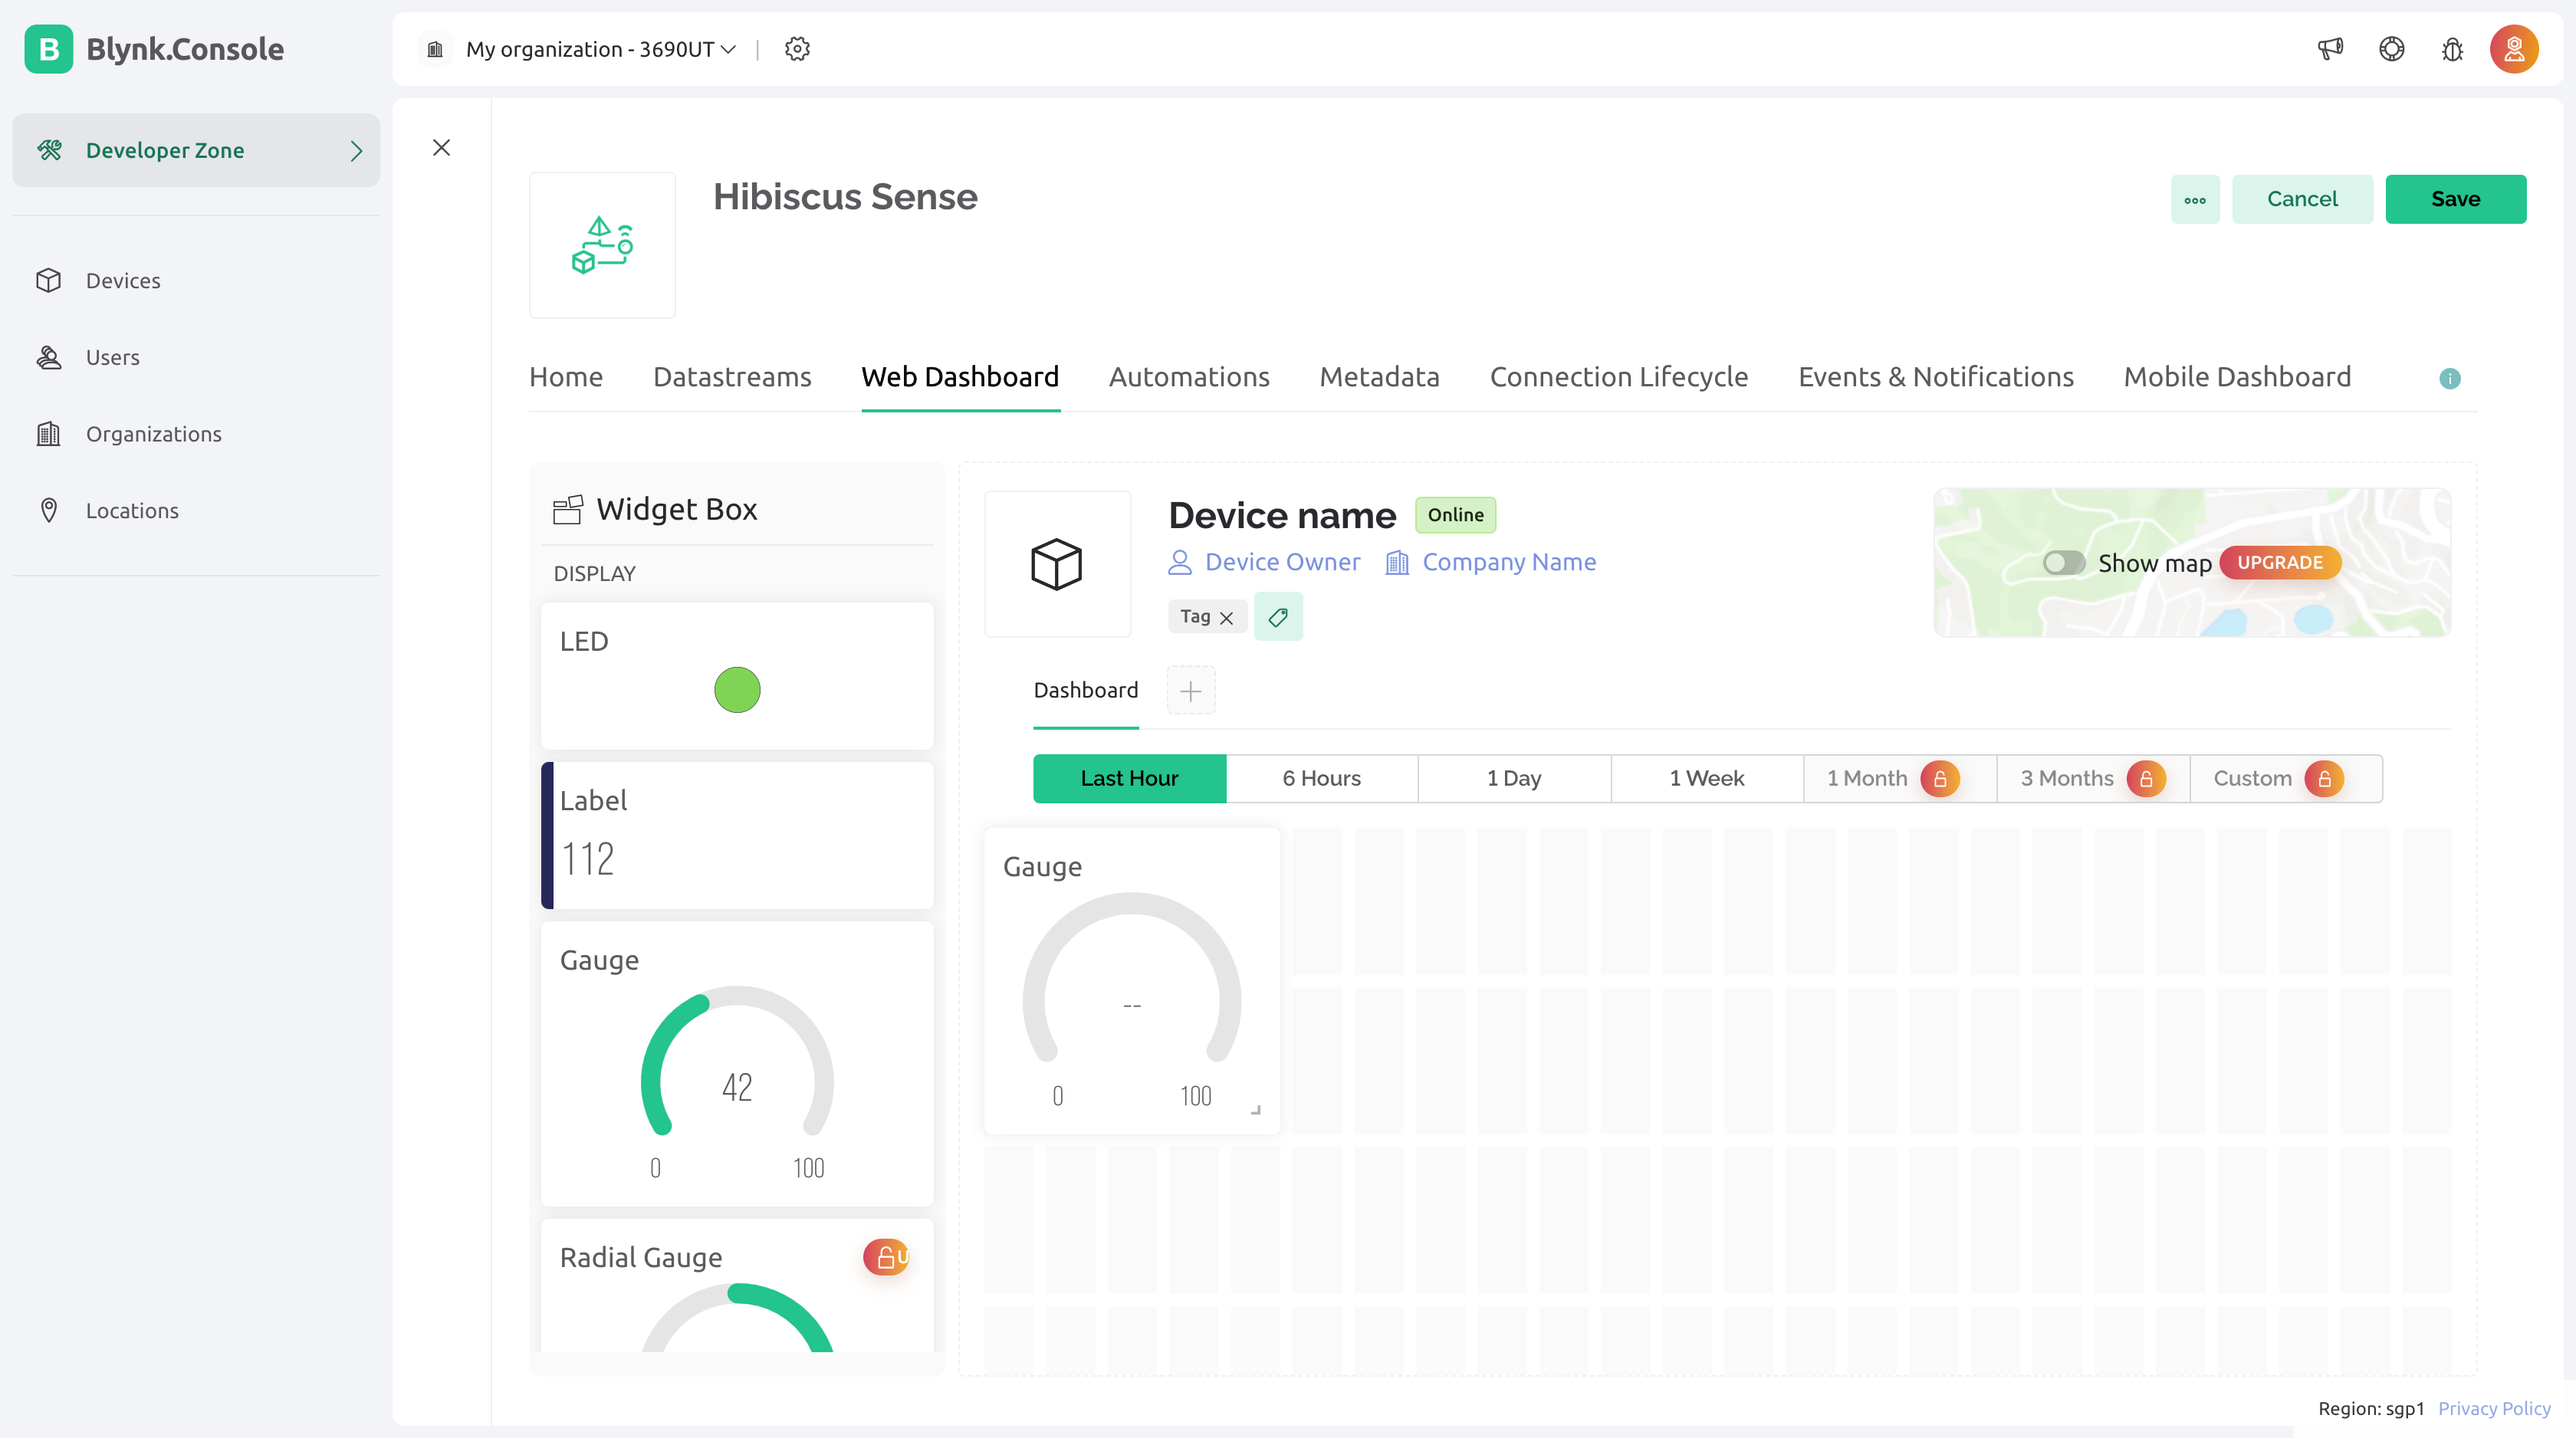 B Blynk.Console
My organization - 3690UT
Developer Zone
Devices
Users
Organizations
Locations
Hibiscus Sense
Cancel
Save
Home Datastreams Web Dashboard Automations Metadata Connection Lifecycle Events & Notifications Mobile Dashboard
Widget Box
DISPLAY
LED
Label
112
Gauge
42
0 100
Radial Gauge
U
Device name Online
Device Owner Company Name
Tag
Show map UPGRADE
Dashboard
Last Hour 6 Hours 1 Day 1 Week 1 Month 3 Months Custom
Gauge
--
0 100
Region: sgp1 Privacy Policy